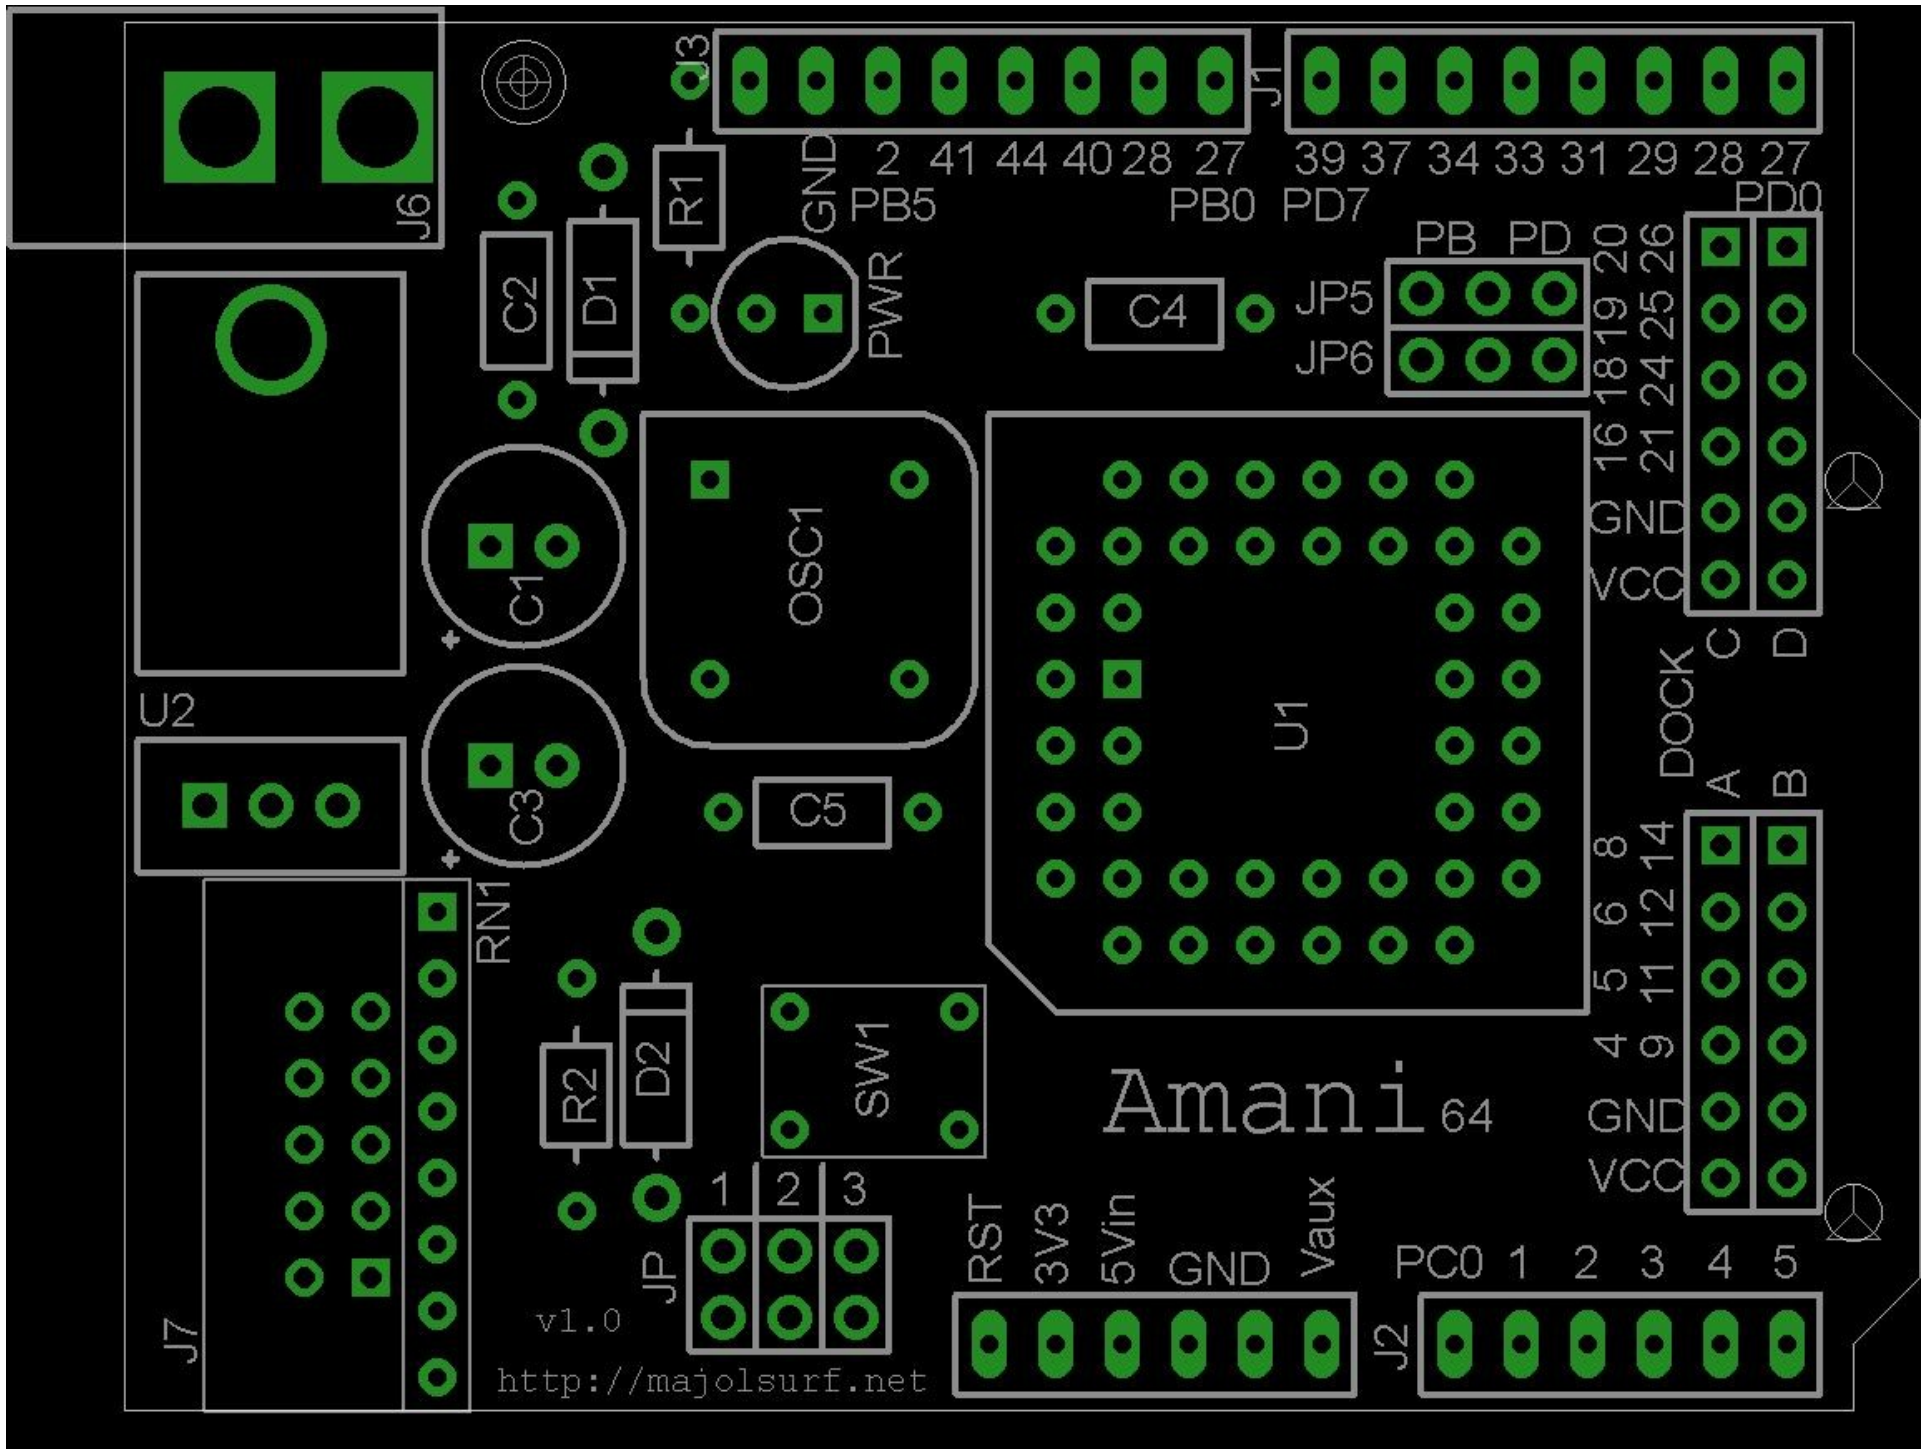 J3
J1
GND
2 41 44 40 28 27
39 37 34 33 31 29 28 27
PB5 PB0 PD7 PD0
J6
R1
PWR
C2
D1
C4
PB PD
JP5
JP6
20 26
19 25
18 24
16 21
GND
VCC
C D
DOCK
A B
OSC1
C1
+
U1
U2
C3
+
C5
8 14
6 12
5 11
4 9
GND
VCC
RN1
R2
D2
SW1
Amani 64
1 2 3
JP
RST 3V3 5Vin GND Vaux
PC0 1 2 3 4 5
J7
J2
v1.0
http://majolsurf.net